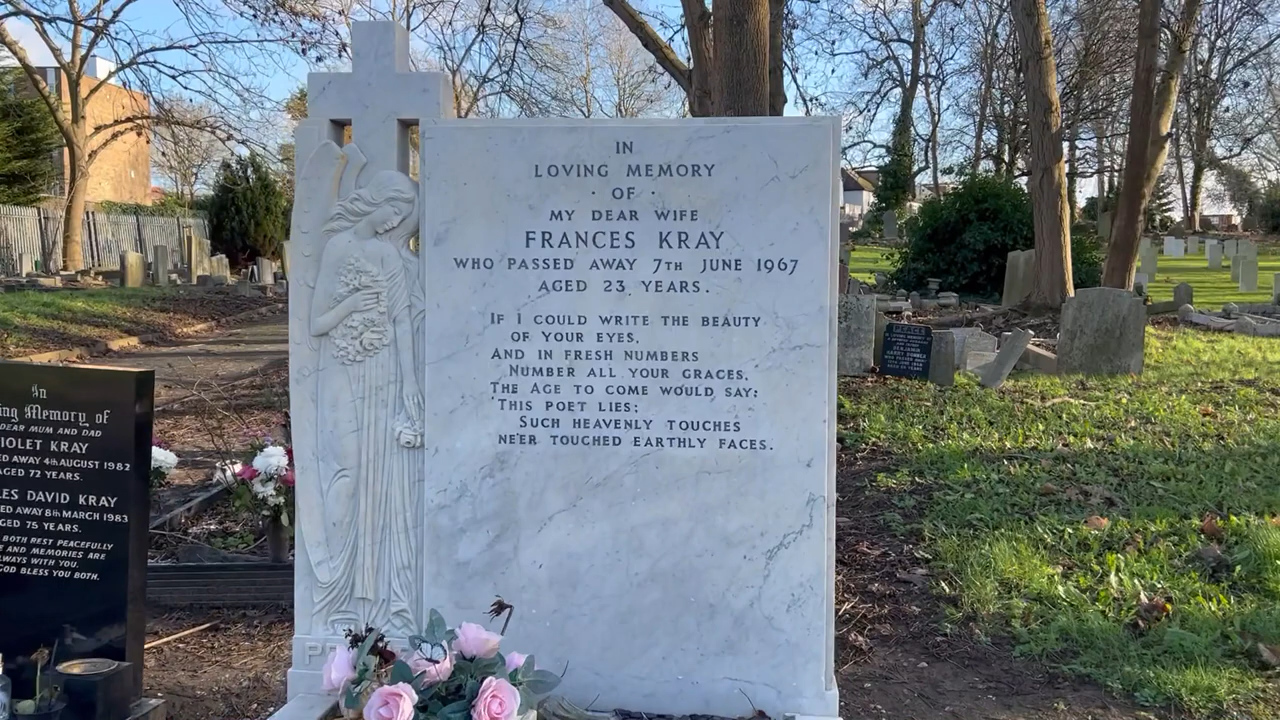 IN
LOVING MEMORY
· OF ·
MY DEAR WIFE
FRANCES KRAY
WHO PASSED AWAY 7TH JUNE 1967
AGED 23 YEARS.
IF I COULD WRITE THE BEAUTY
OF YOUR EYES,
AND IN FRESH NUMBERS
NUMBER ALL YOUR GRACES,
THE AGE TO COME WOULD SAY:
'THIS POET LIES;
SUCH HEAVENLY TOUCHES
NE'ER TOUCHED EARTHLY FACES.
In
Memory of
DEAR MUM AND DAD
VIOLET KRAY
AWAY 4TH AUGUST 1982
AGED 72 YEARS.
DAVID KRAY
AWAY 8TH MARCH 1983
AGED 75 YEARS.
BOTH REST PEACEFULLY
AND MEMORIES ARE
ALWAYS WITH YOU.
GOD BLESS YOU BOTH.
PEACE